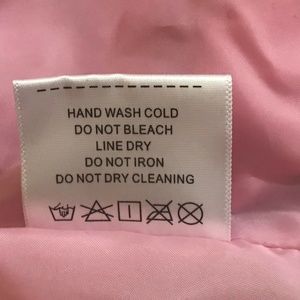 HAND WASH COLD
DO NOT BLEACH
LINE DRY
DO NOT IRON
DO NOT DRY CLEANING